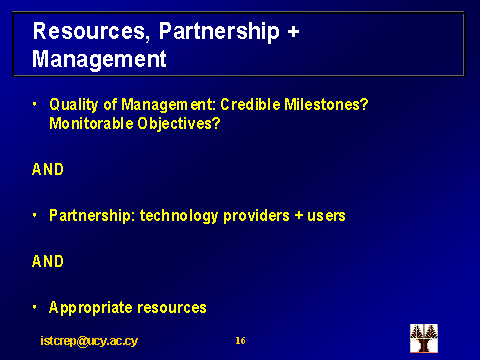 Resources, Partnership +
Management
• Quality of Management: Credible Milestones?
Monitorable Objectives?
AND
• Partnership: technology providers + users
AND
• Appropriate resources
istcrep@ucy.ac.cy
16